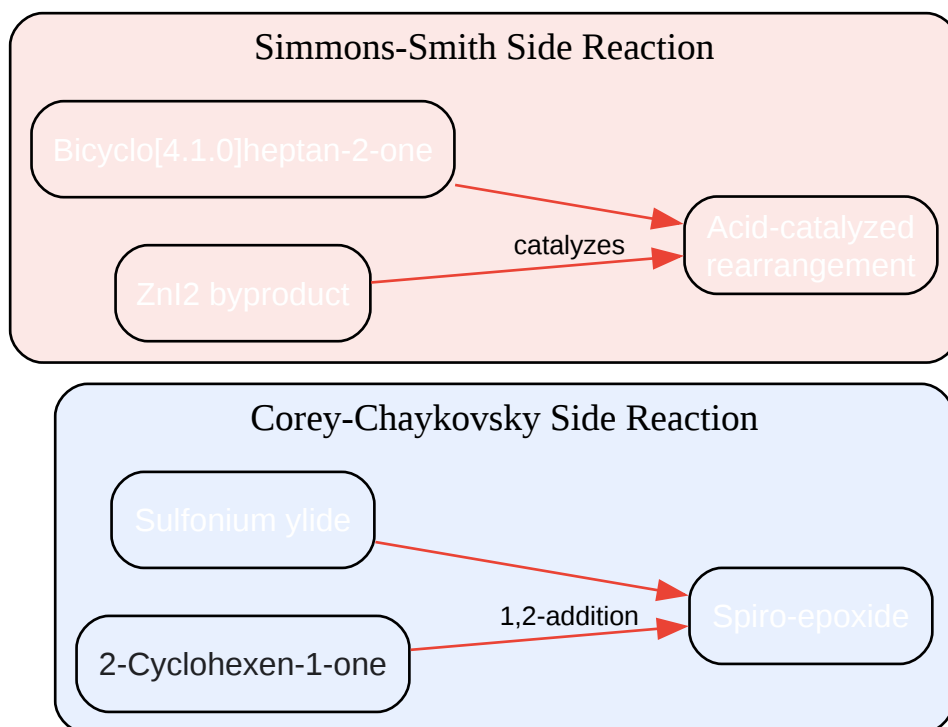 Simmons-Smith Side Reaction
Bicyclo[4.1.0]heptan-2-one
Acid-catalyzed
rearrangement
catalyzes
ZnI2 byproduct
Corey-Chaykovsky Side Reaction
Sulfonium ylide
Spiro-epoxide
1,2-addition
2-Cyclohexen-1-one